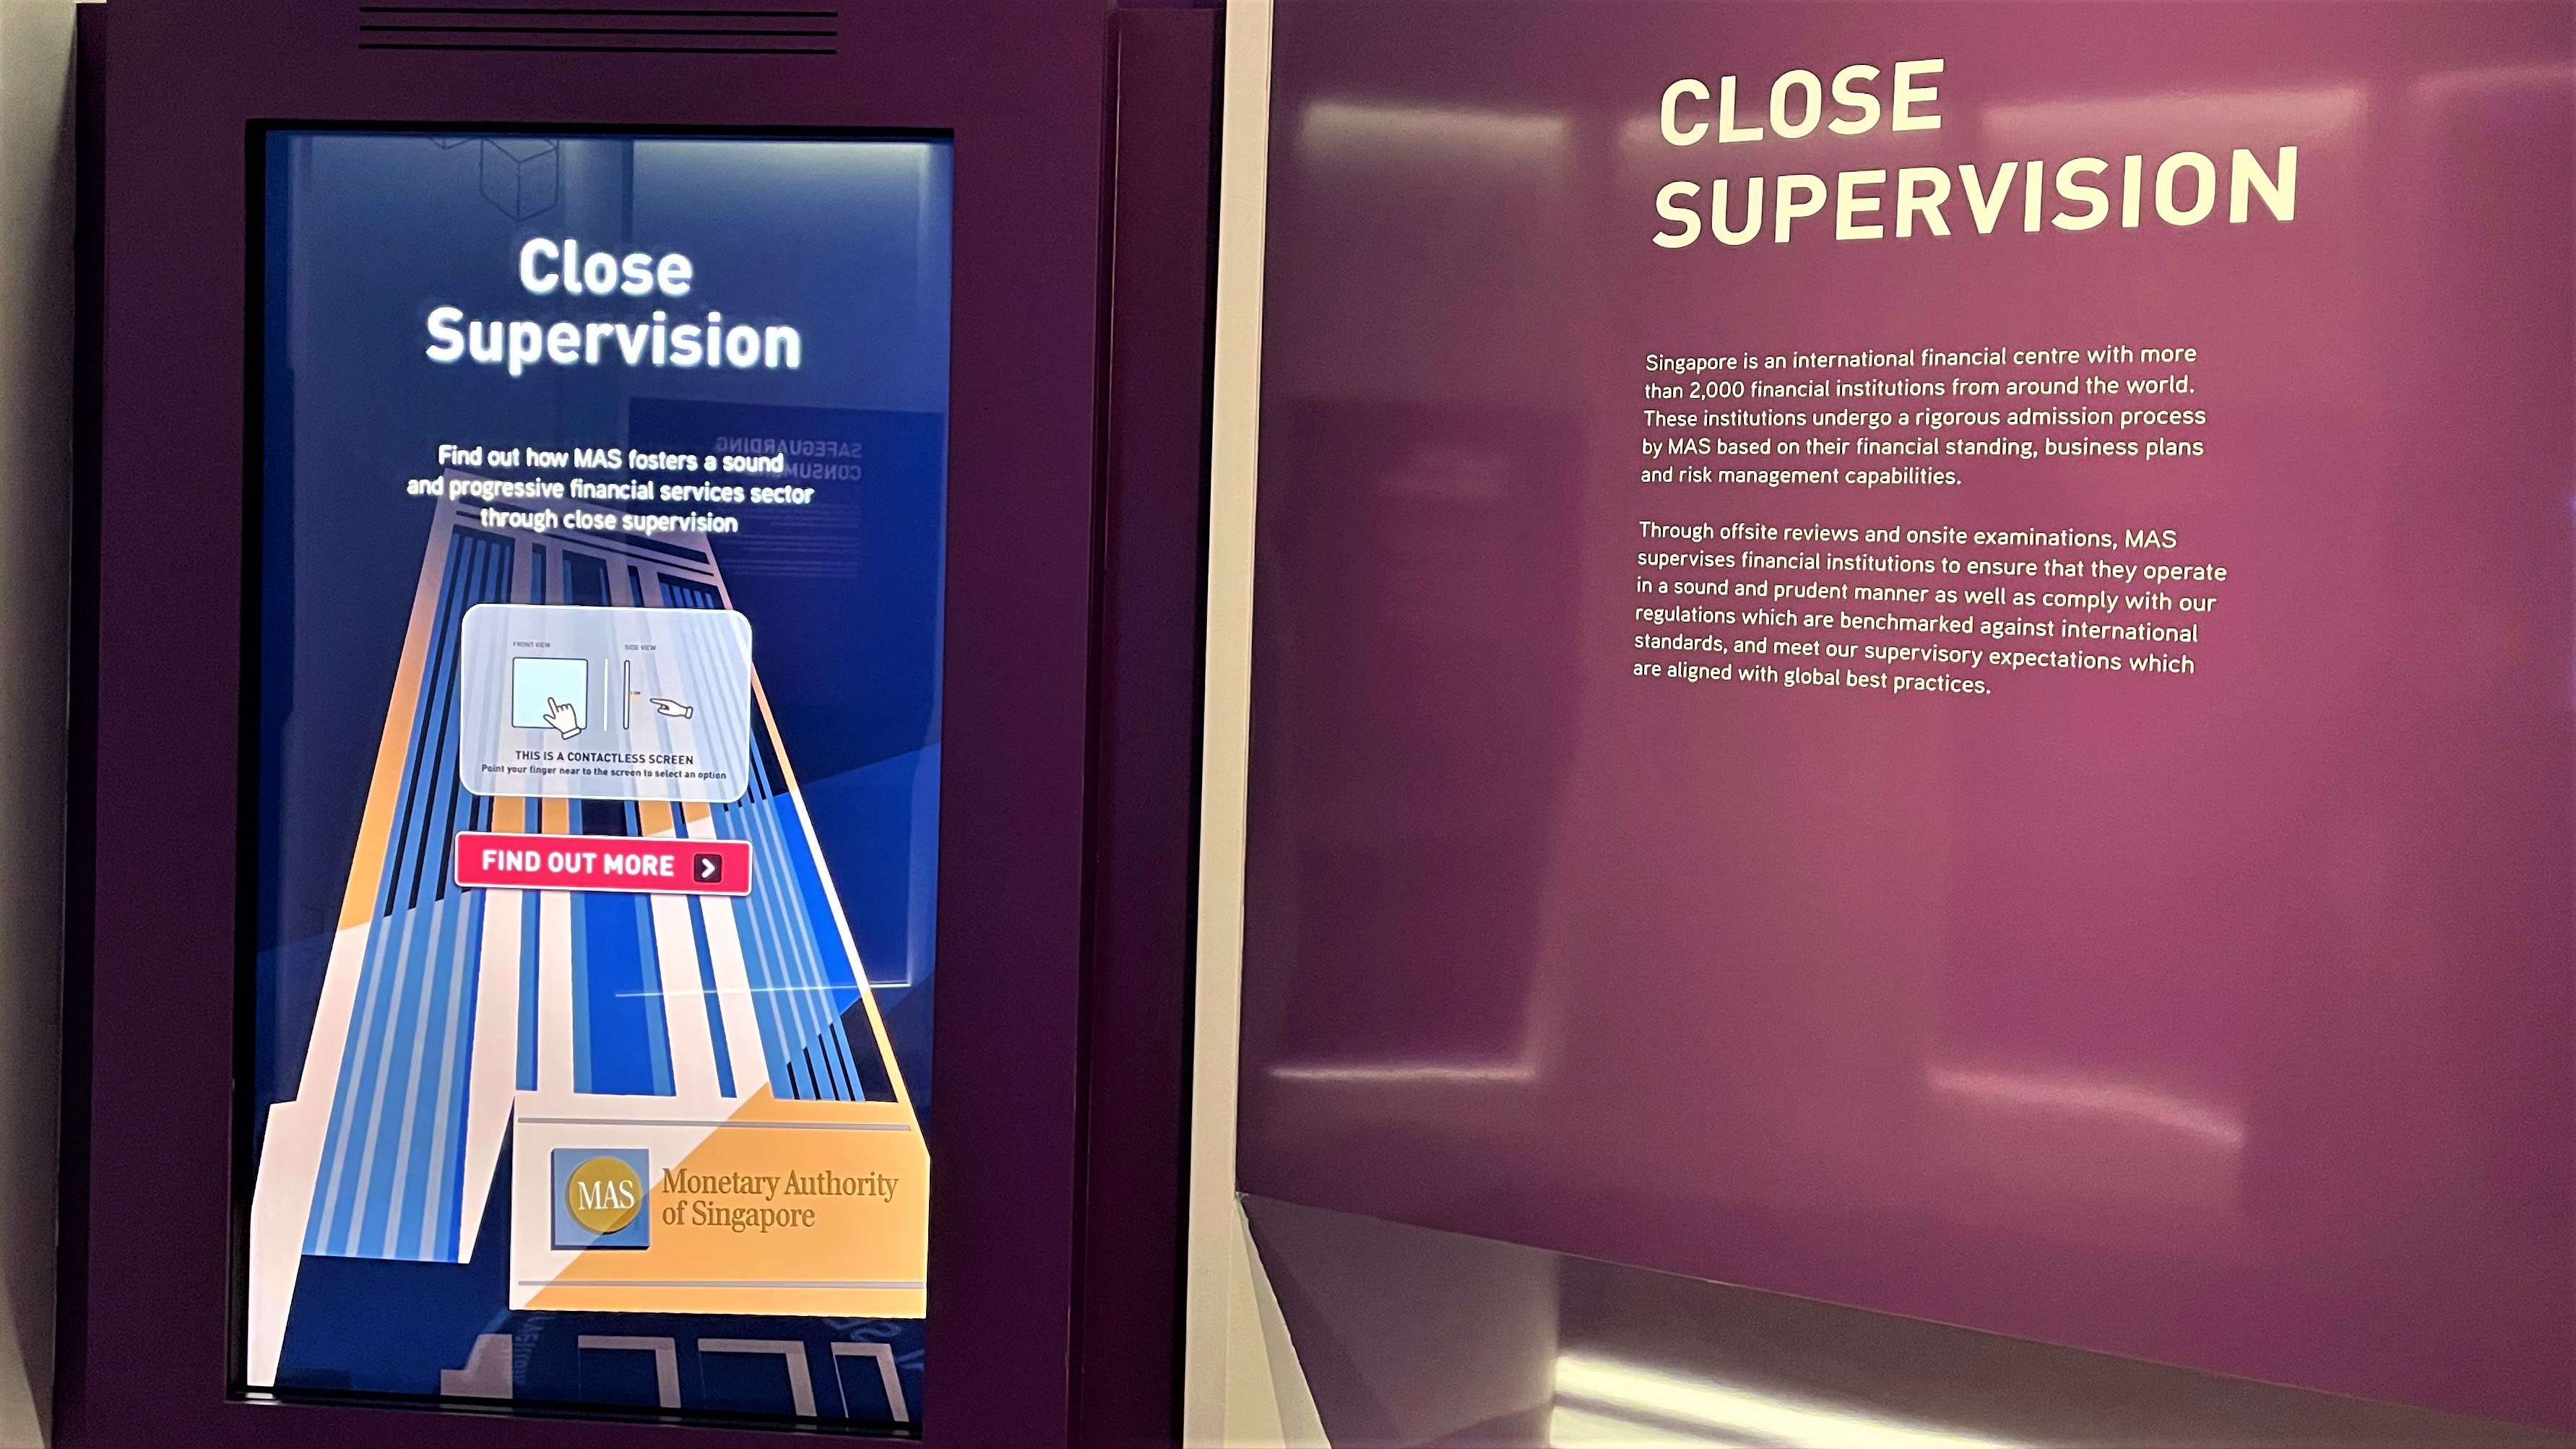 Close
Supervision
Find out how MAS fosters a sound
and progressive financial services sector
through close supervision
SAFEGUARDING
FRONT VIEW
SIDE VIEW
THIS IS A CONTACTLESS SCREEN
Point your finger near to the screen to select an option
FIND OUT MORE
MAS
Monetary Authority
of Singapore
CLOSE
SUPERVISION
Singapore is an international financial centre with more
than 2,000 financial institutions from around the world.
These institutions undergo a rigorous admission process
by MAS based on their financial standing, business plans
and risk management capabilities.
Through offsite reviews and onsite examinations, MAS
supervises financial institutions to ensure that they operate
in a sound and prudent manner as well as comply with our
regulations which are benchmarked against international
standards, and meet our supervisory expectations which
are aligned with global best practices.